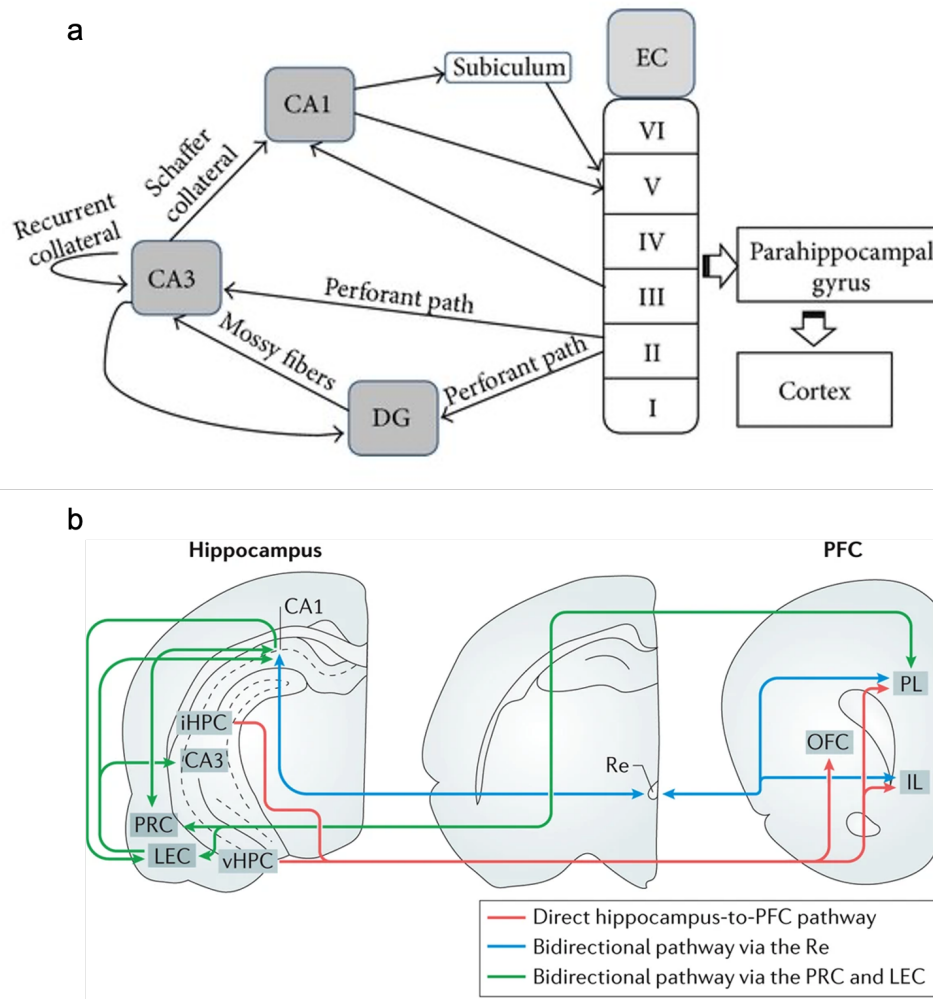 a
EC
Subiculum
CA1
VI
V
IV
III
II
I
Schaffer
collateral
Recurrent
collateral
CA3
Perforant path
Mossy fibers
Perforant path
DG
Parahippocampal
gyrus
Cortex
b
Hippocampus
PFC
CA1
iHPC
CA3
PRC
LEC
vHPC
Re
PL
OFC
IL
Direct hippocampus-to-PFC pathway
Bidirectional pathway via the Re
Bidirectional pathway via the PRC and LEC